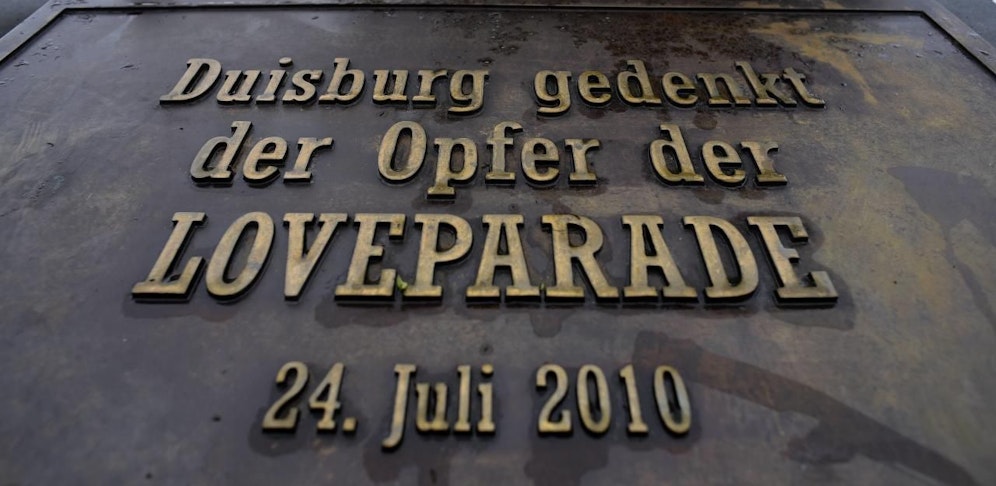 Duisburg gedenkt
der Opfer der
LOVEPARADE
24. Juli 2010